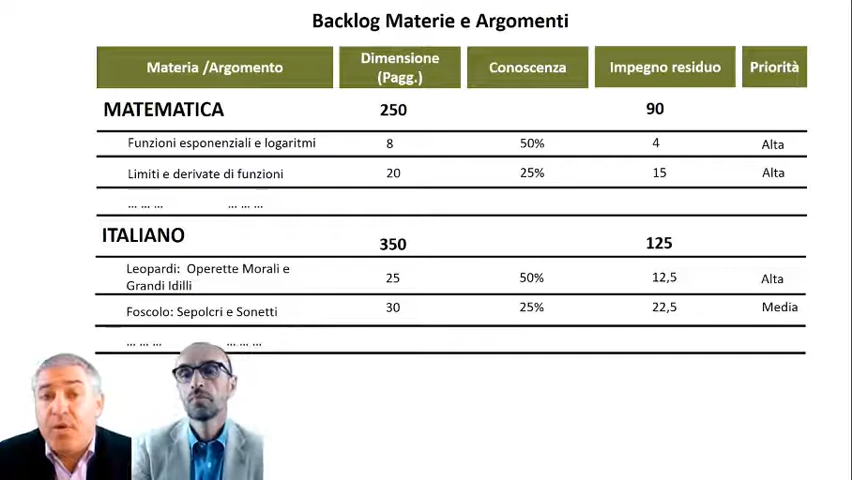 Backlog Materie e Argomenti
Materia /Argomento Dimensione (Pagg.) Conoscenza Impegno residuo Priorità
MATEMATICA 250 90
Funzioni esponenziali e logaritmi 8 50% 4 Alta
Limiti e derivate di funzioni 20 25% 15 Alta
... ... ... ... ... ...
ITALIANO 350 125
Leopardi: Operette Morali e
Grandi Idilli 25 50% 12,5 Alta
Foscolo: Sepolcri e Sonetti 30 25% 22,5 Media
... ... ... ... ... ...